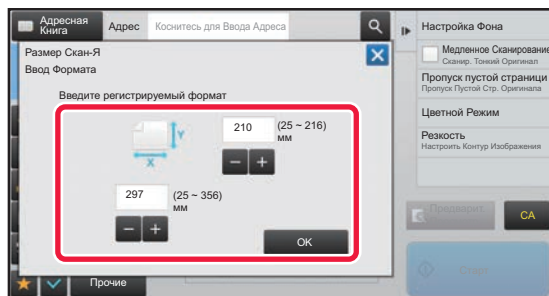 Адресная
Книга
Адрес
Коснитесь для Ввода Адреса
Размер Скан-Я
Ввод Формата
Введите регистрируемый формат
Y
X
210
(25 ~ 216)
мм
297
(25 ~ 356)
мм
OK
Прочие
Настройка Фона
Медленное Сканирование
Сканир. Тонкий Оригинал
Пропуск пустой страници
Пропуск Пустой Стр. Оригинала
Цветной Режим
Резкость
Настроить Контур Изображения
CA